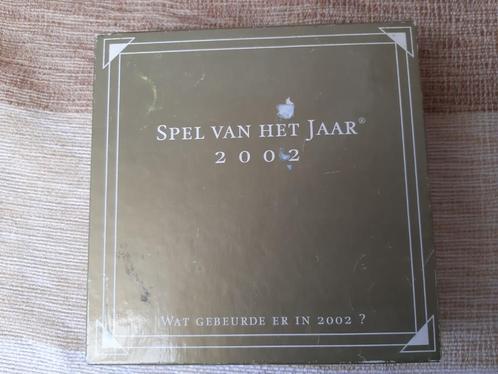 SPEL VAN HET JAAR®
2002
WAT GEBEURDE ER IN 2002 ?